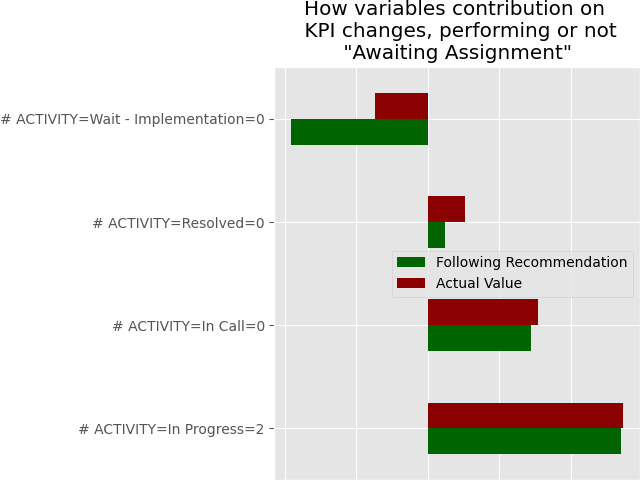 How variables contribution on
KPI changes, performing or not
"Awaiting Assignment"
# ACTIVITY=Wait - Implementation=0
# ACTIVITY=Resolved=0
Following Recommendation
Actual Value
# ACTIVITY=In Call=0
# ACTIVITY=In Progress=2